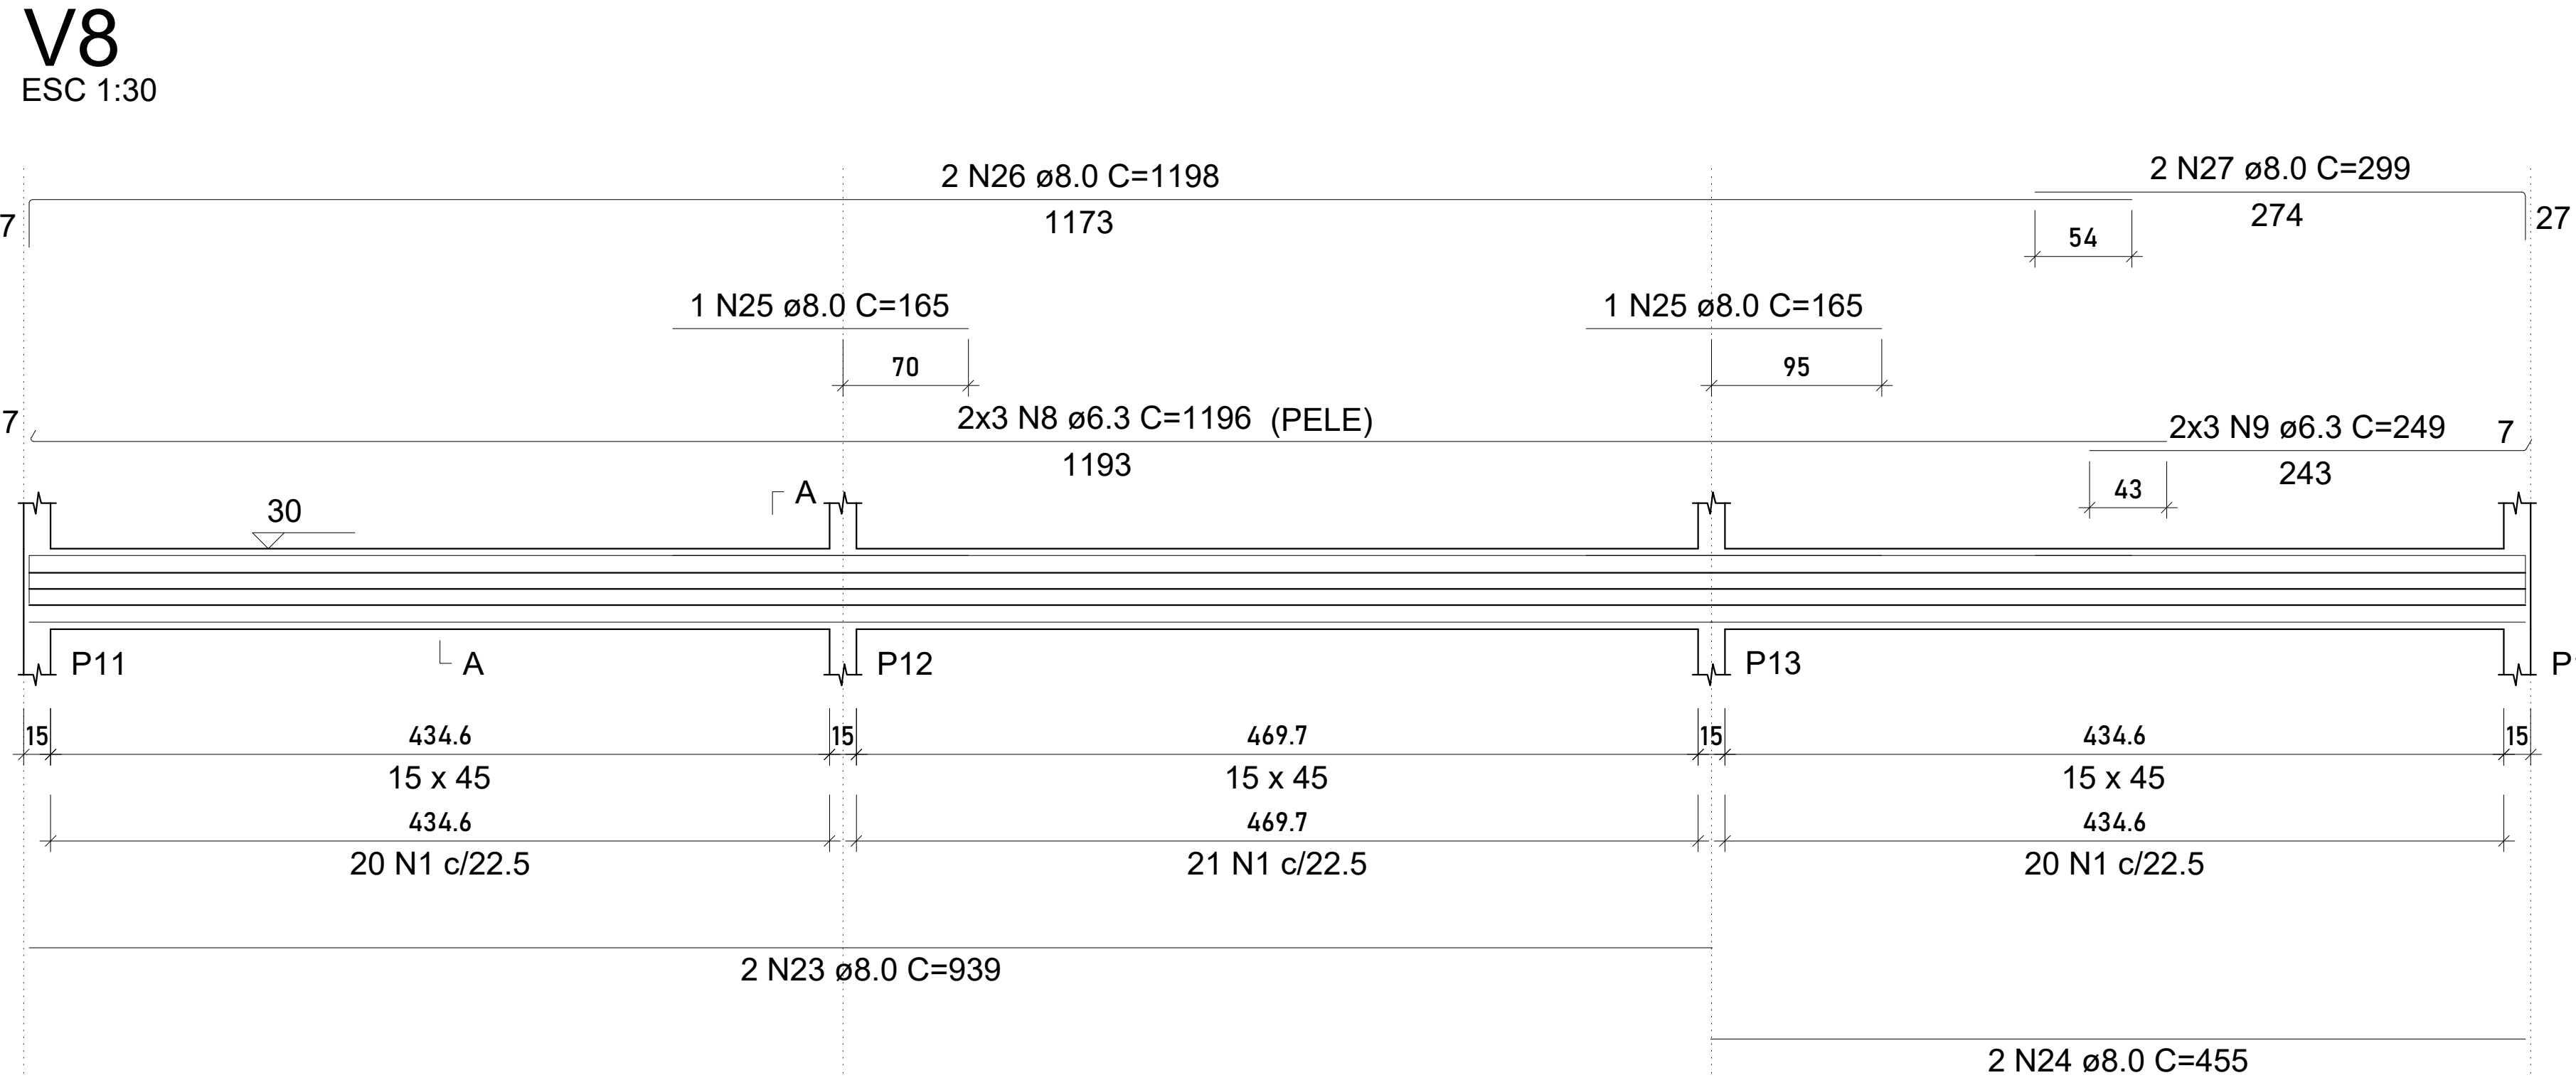 V8
ESC 1:30
2 N26 ø8.0 C=1198
2 N27 ø8.0 C=299
7
1173
274
27
54
1 N25 ø8.0 C=165
1 N25 ø8.0 C=165
70
95
7
2x3 N8 ø6.3 C=1196 (PELE)
2x3 N9 ø6.3 C=249
7
1193
243
43
A
30
P11
A
P12
P13
P
15
434.6
15
469.7
15
434.6
15
15 x 45
15 x 45
15 x 45
434.6
469.7
434.6
20 N1 c/22.5
21 N1 c/22.5
20 N1 c/22.5
2 N23 ø8.0 C=939
2 N24 ø8.0 C=455